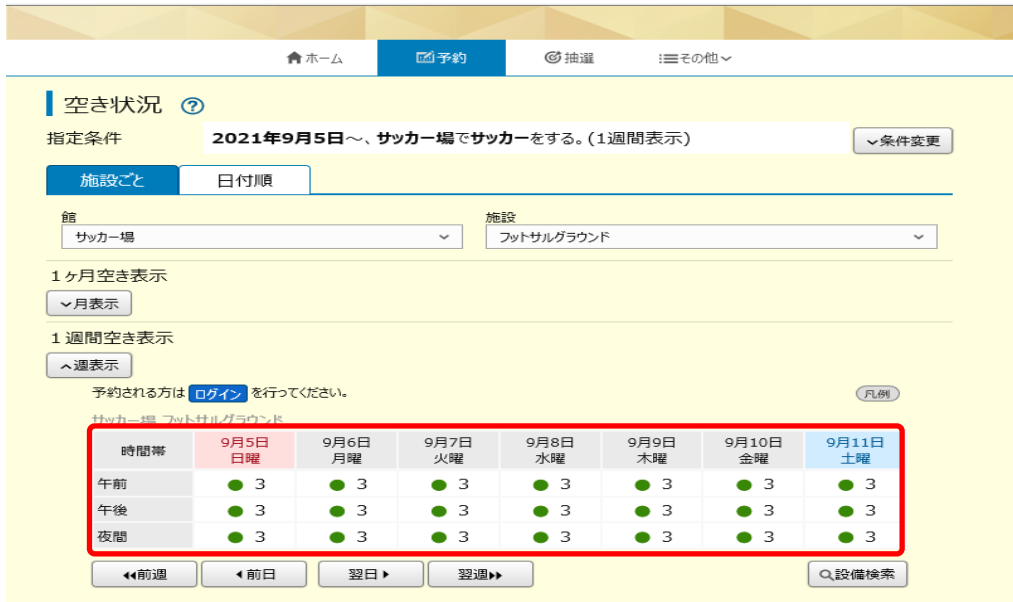 ホーム 予約 抽選 その他
空き状況 ?
指定条件 2021年9月5日～、サッカー場でサッカーをする。(1週間表示) 条件変更
施設ごと 日付順
館 施設
サッカー場 フットサルグラウンド
1ヶ月空き表示
月表示
1週間空き表示
週表示
予約される方は ログイン を行ってください。 凡例
サッカー場 フットサルグラウンド
時間帯 9月5日 9月6日 9月7日 9月8日 9月9日 9月10日 9月11日
日曜 月曜 火曜 水曜 木曜 金曜 土曜
午前 3 3 3 3 3 3 3
午後 3 3 3 3 3 3 3
夜間 3 3 3 3 3 3 3
前週 前日 翌日 翌週 設備検索